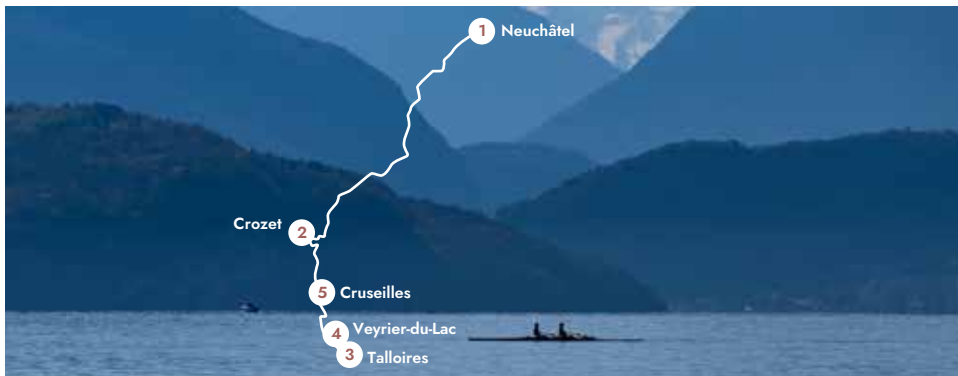 1 Neuchâtel
Crozet 2
5 Cruseilles
4 Veyrier-du-Lac
3 Talloires